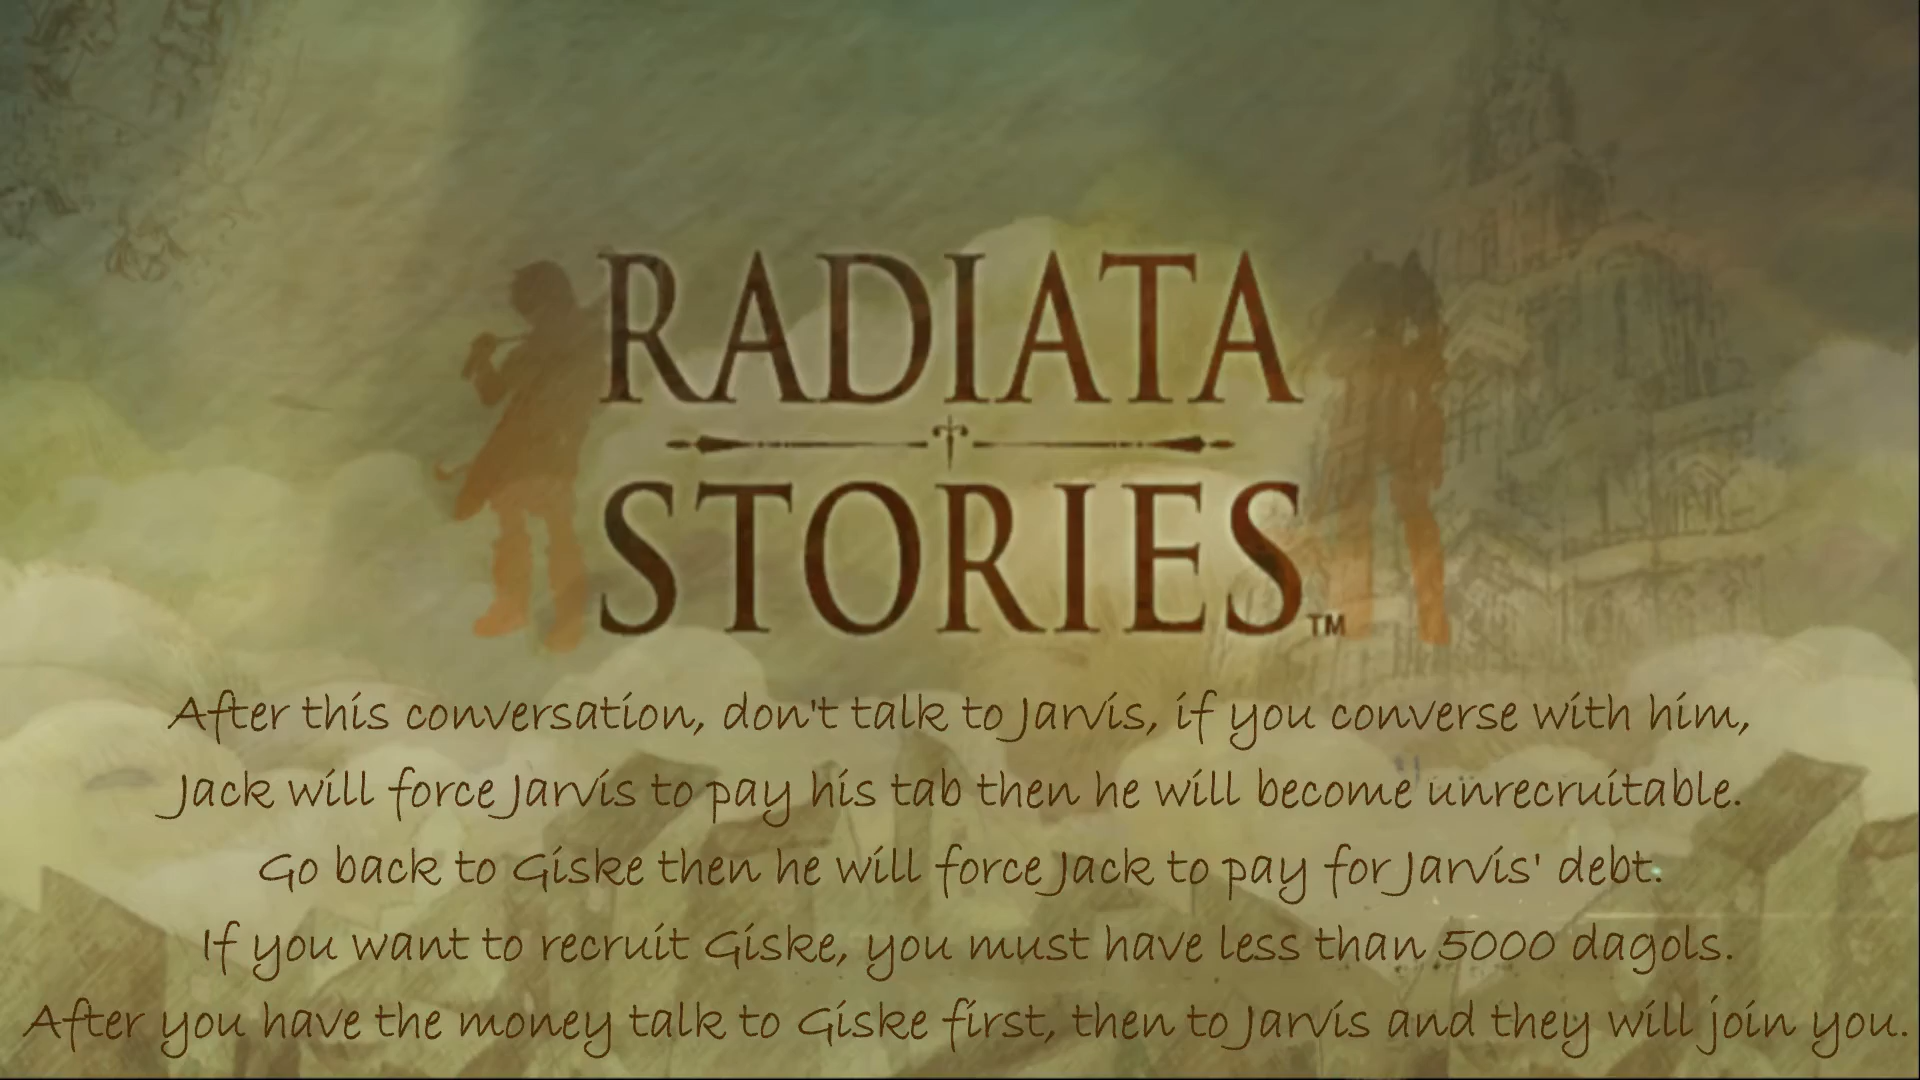 RADIATA
STORIES™
After this conversation, don't talk to Jarvis, if you converse with him,
Jack will force Jarvis to pay his tab then he will become unrecruitable.
Go back to Giske then he will force Jack to pay for Jarvis' debt.
If you want to recruit Giske, you must have less than 5000 dagols.
After you have the money talk to Giske first, then to Jarvis and they will join you.